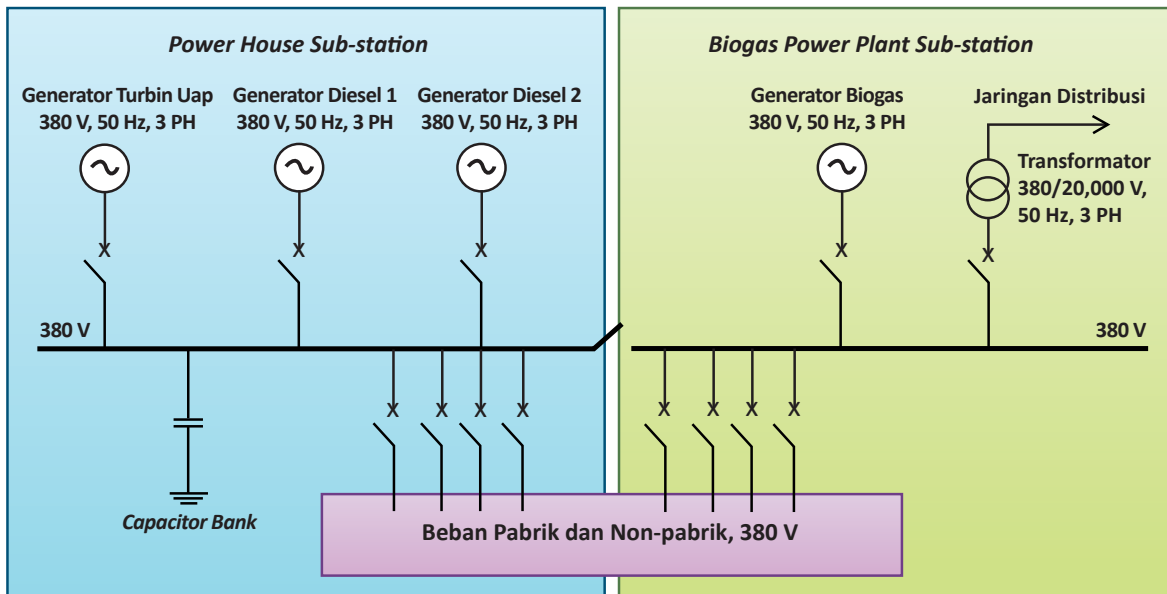 Power House Sub-station
Generator Turbin Uap
380 V, 50 Hz, 3 PH
Generator Diesel 1
380 V, 50 Hz, 3 PH
Generator Diesel 2
380 V, 50 Hz, 3 PH
380 V
Capacitor Bank
Biogas Power Plant Sub-station
Generator Biogas
380 V, 50 Hz, 3 PH
Jaringan Distribusi
Transformator
380/20,000 V,
50 Hz, 3 PH
380 V
Beban Pabrik dan Non-pabrik, 380 V